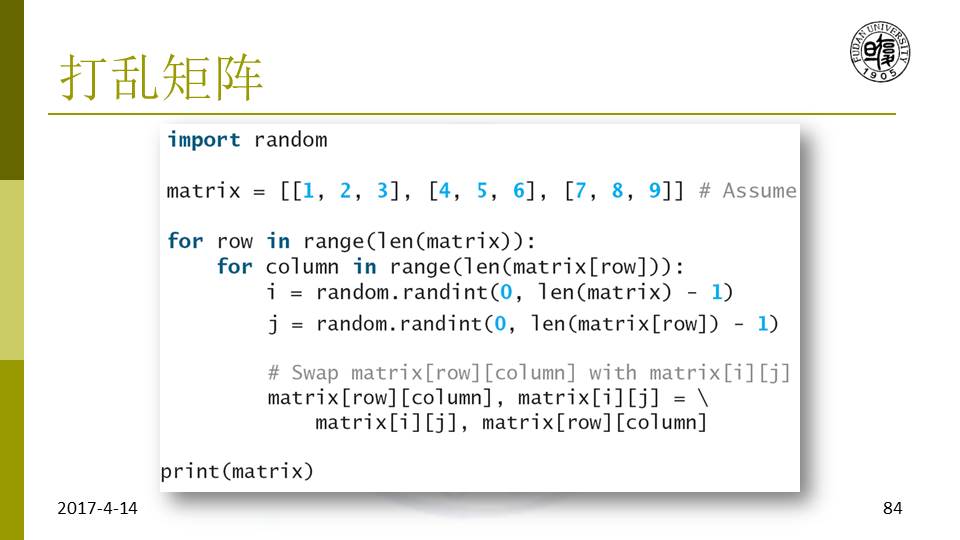 打乱矩阵
FUDAN UNIVERSITY
1905
import random
matrix = [[1, 2, 3], [4, 5, 6], [7, 8, 9]] # Assume
for row in range(len(matrix)):
    for column in range(len(matrix[row])):
        i = random.randint(0, len(matrix) - 1)
        j = random.randint(0, len(matrix[row]) - 1)
        # Swap matrix[row][column] with matrix[i][j]
        matrix[row][column], matrix[i][j] = \
            matrix[i][j], matrix[row][column]
print(matrix)
2017-4-14
84